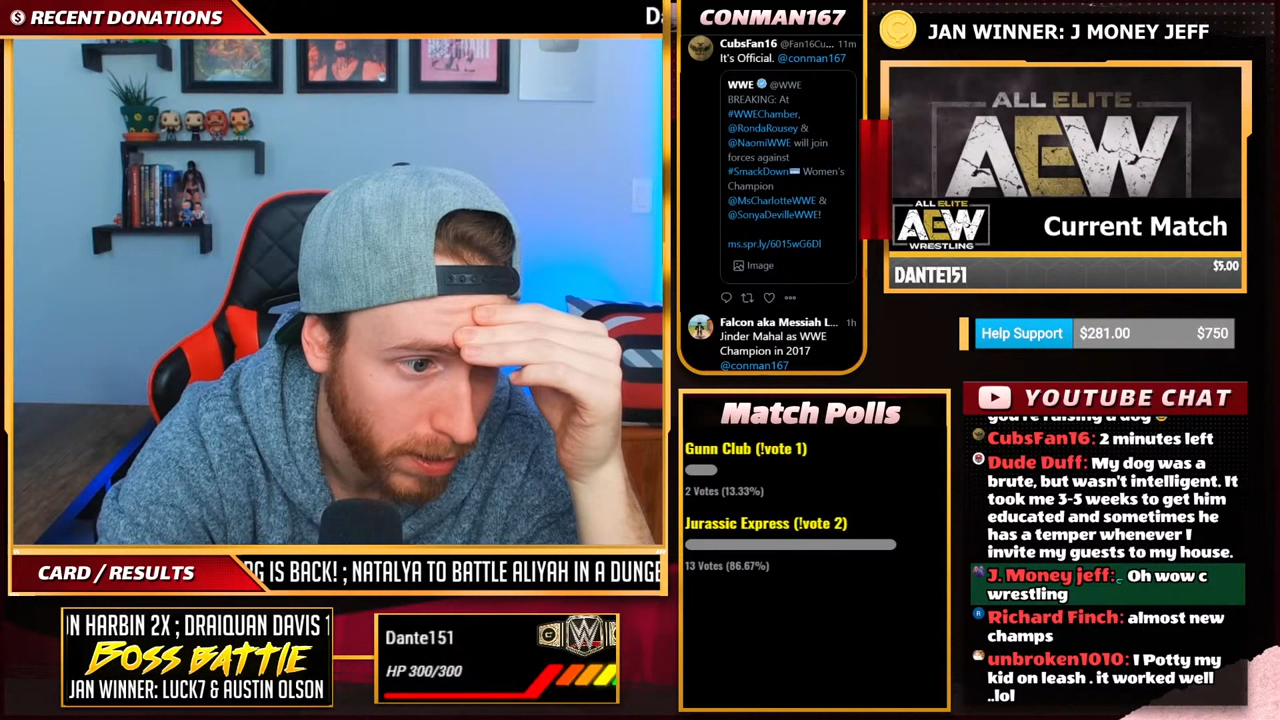 RECENT DONATIONS
CONMAN167
CubsFan16 @Fan16Cu... 11m
It's Official. @conman167
WWE @WWE
BREAKING: At
#WWEChamber,
@RondaRousey &
@NaomiWWE will join
forces against
#SmackDown Women's
Champion
@MsCharlotteWWE &
@SonyaDevilleWWE!
ms.spr.ly/6015wG6Dl
Image
Falcon aka Messiah L... 1h
Jinder Mahal as WWE
Champion in 2017
@conman167
JAN WINNER: J MONEY JEFF
ALL ELITE
AEW
ALL ELITE
AEW
WRESTLING
Current Match
DANTE151 $5.00
Help Support $281.00 $750
Match Polls
Gunn Club (!vote 1)
2 Votes (13.33%)
Jurassic Express (!vote 2)
13 Votes (86.67%)
YOUTUBE CHAT
you're raising a dog
CubsFan16: 2 minutes left
Dude Duff: My dog was a
brute, but wasn't intelligent. It
took me 3-5 weeks to get him
educated and sometimes he
has a temper whenever I
invite my guests to my house.
J. Money jeff: Oh wow c
wrestling
Richard Finch: almost new
champs
unbroken1010: I Potty my
kid on leash . it worked well
..lol
CARD / RESULTS
RG IS BACK! ; NATALYA TO BATTLE ALIYAH IN A DUNGE
N HARBIN 2X ; DRAIQUAN DAVIS 1
BOSS BATTLE
JAN WINNER: LUCK7 & AUSTIN OLSON
Dante151
HP 300/300